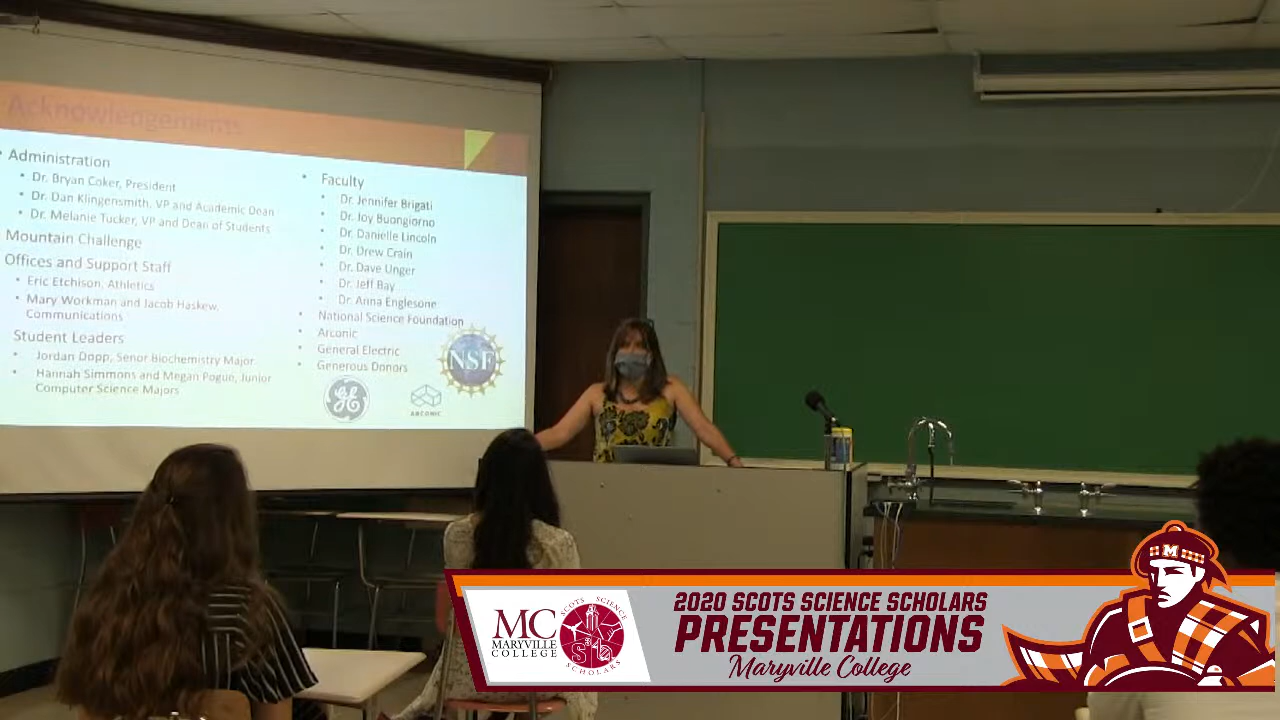 Acknowlengements
Administration
Dr. Bryan Coker, President
Dr. Dan Klingensmith, VP and Academic Dean
Dr. Melanie Tucker, VP and Dean of Students
Mountain Challenge
Offices and Support Staff
Eric Etchison, Athletics
Mary Workman and Jacob Haskew,
Communications
Student Leaders
Jordan Dopp, Senor Biochemistry Major
Hannah Simmons and Megan Pogue, Junior
Computer Science Majors
Faculty
Dr. Jennifer Brigati
Dr. Joy Buongiorno
Dr. Danielle Lincoln
Dr. Drew Crain
Dr. Dave Unger
Dr. Jeff Bay
Dr. Anna Englesone
National Science Foundation
Arconic
General Electric
Generous Donors
NSF
GE
ARCONIC
MC
MARYVILLE
COLLEGE
SCOTS SCIENCE
SCHOLARS
2020 SCOTS SCIENCE SCHOLARS
PRESENTATIONS
Maryville College
M